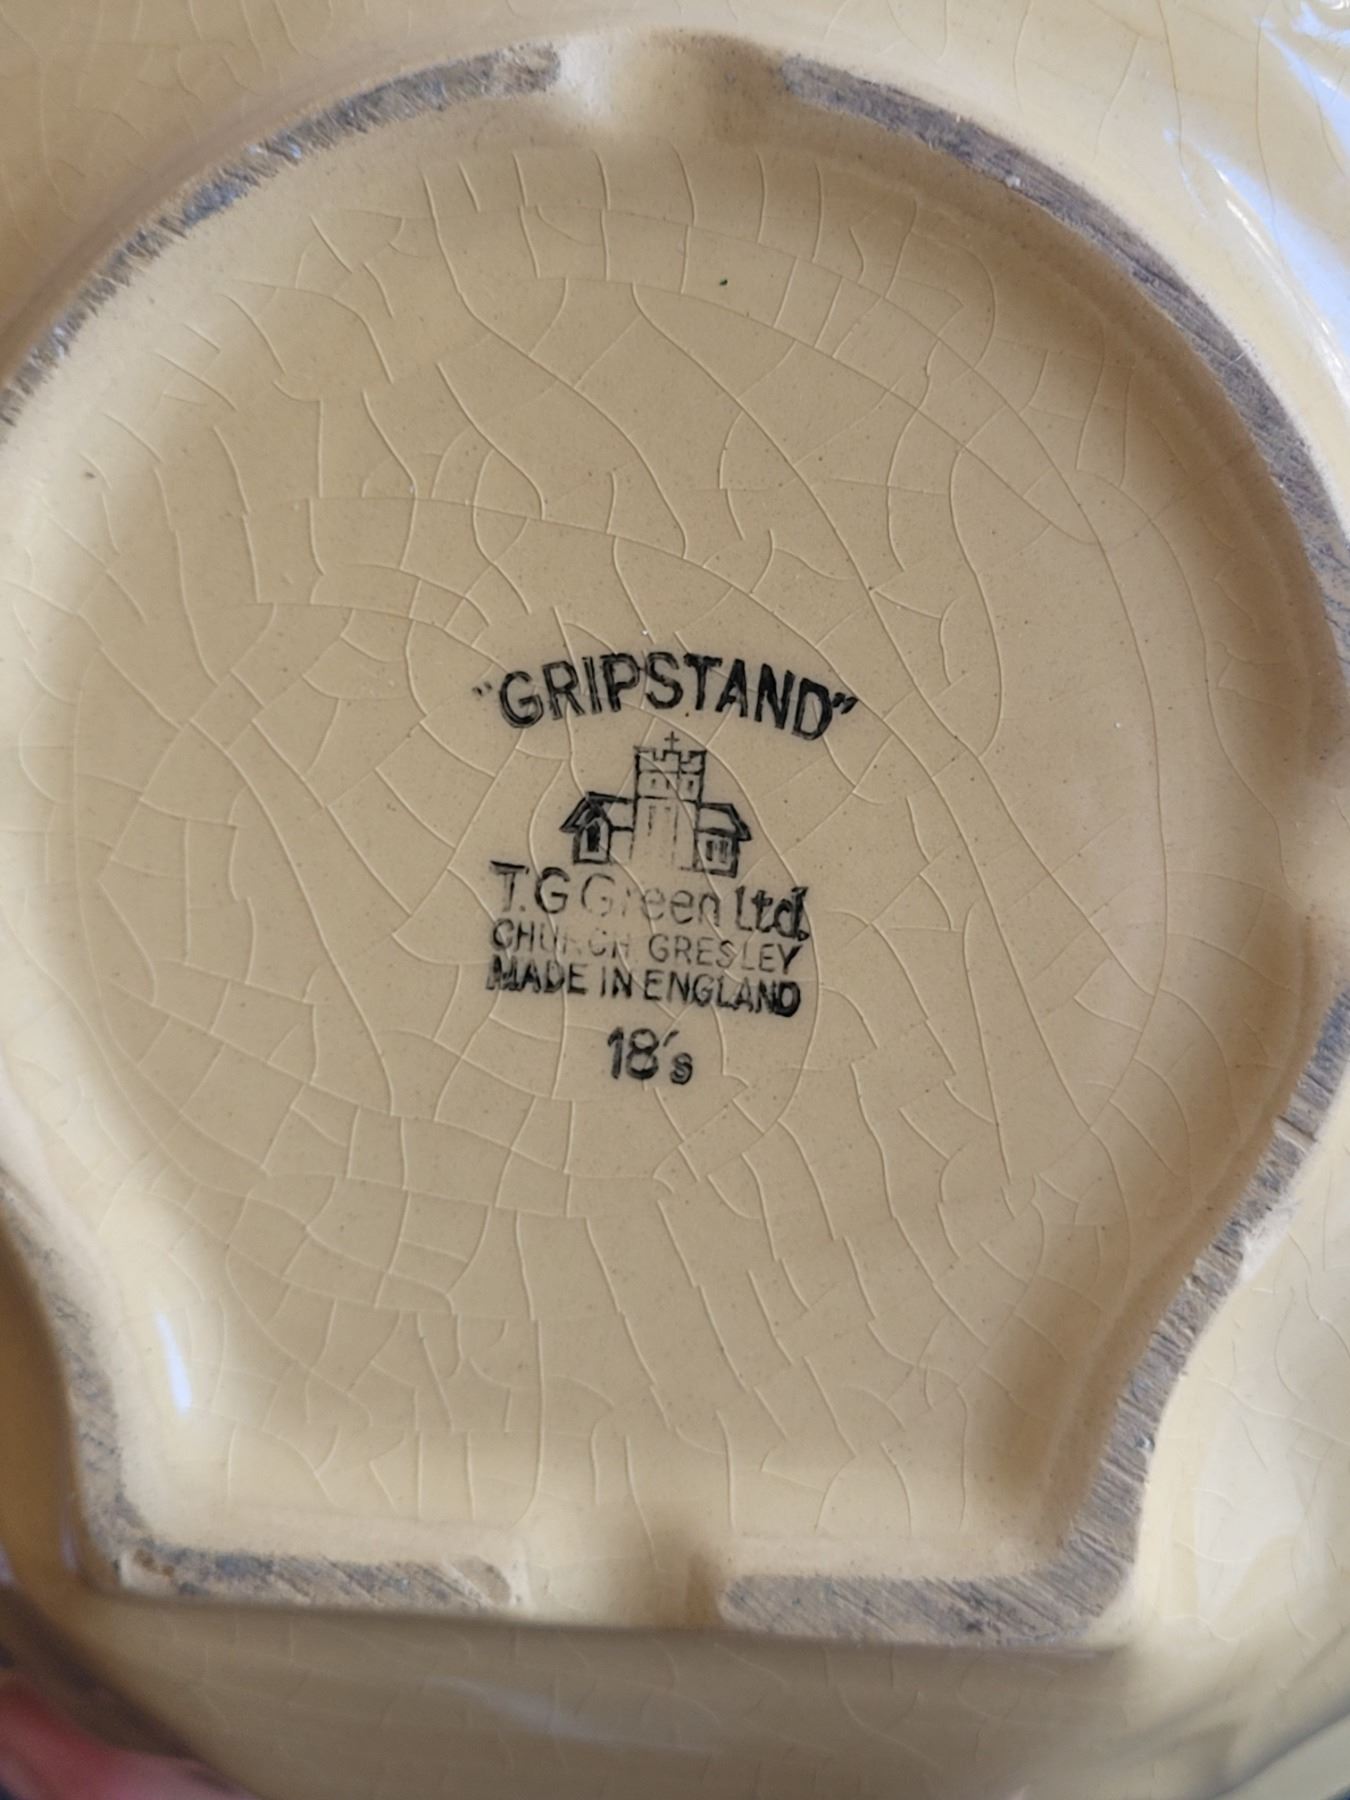 "GRIPSTAND"
T.G Green Ltd.
CHURCH GRESLEY
MADE IN ENGLAND
18's